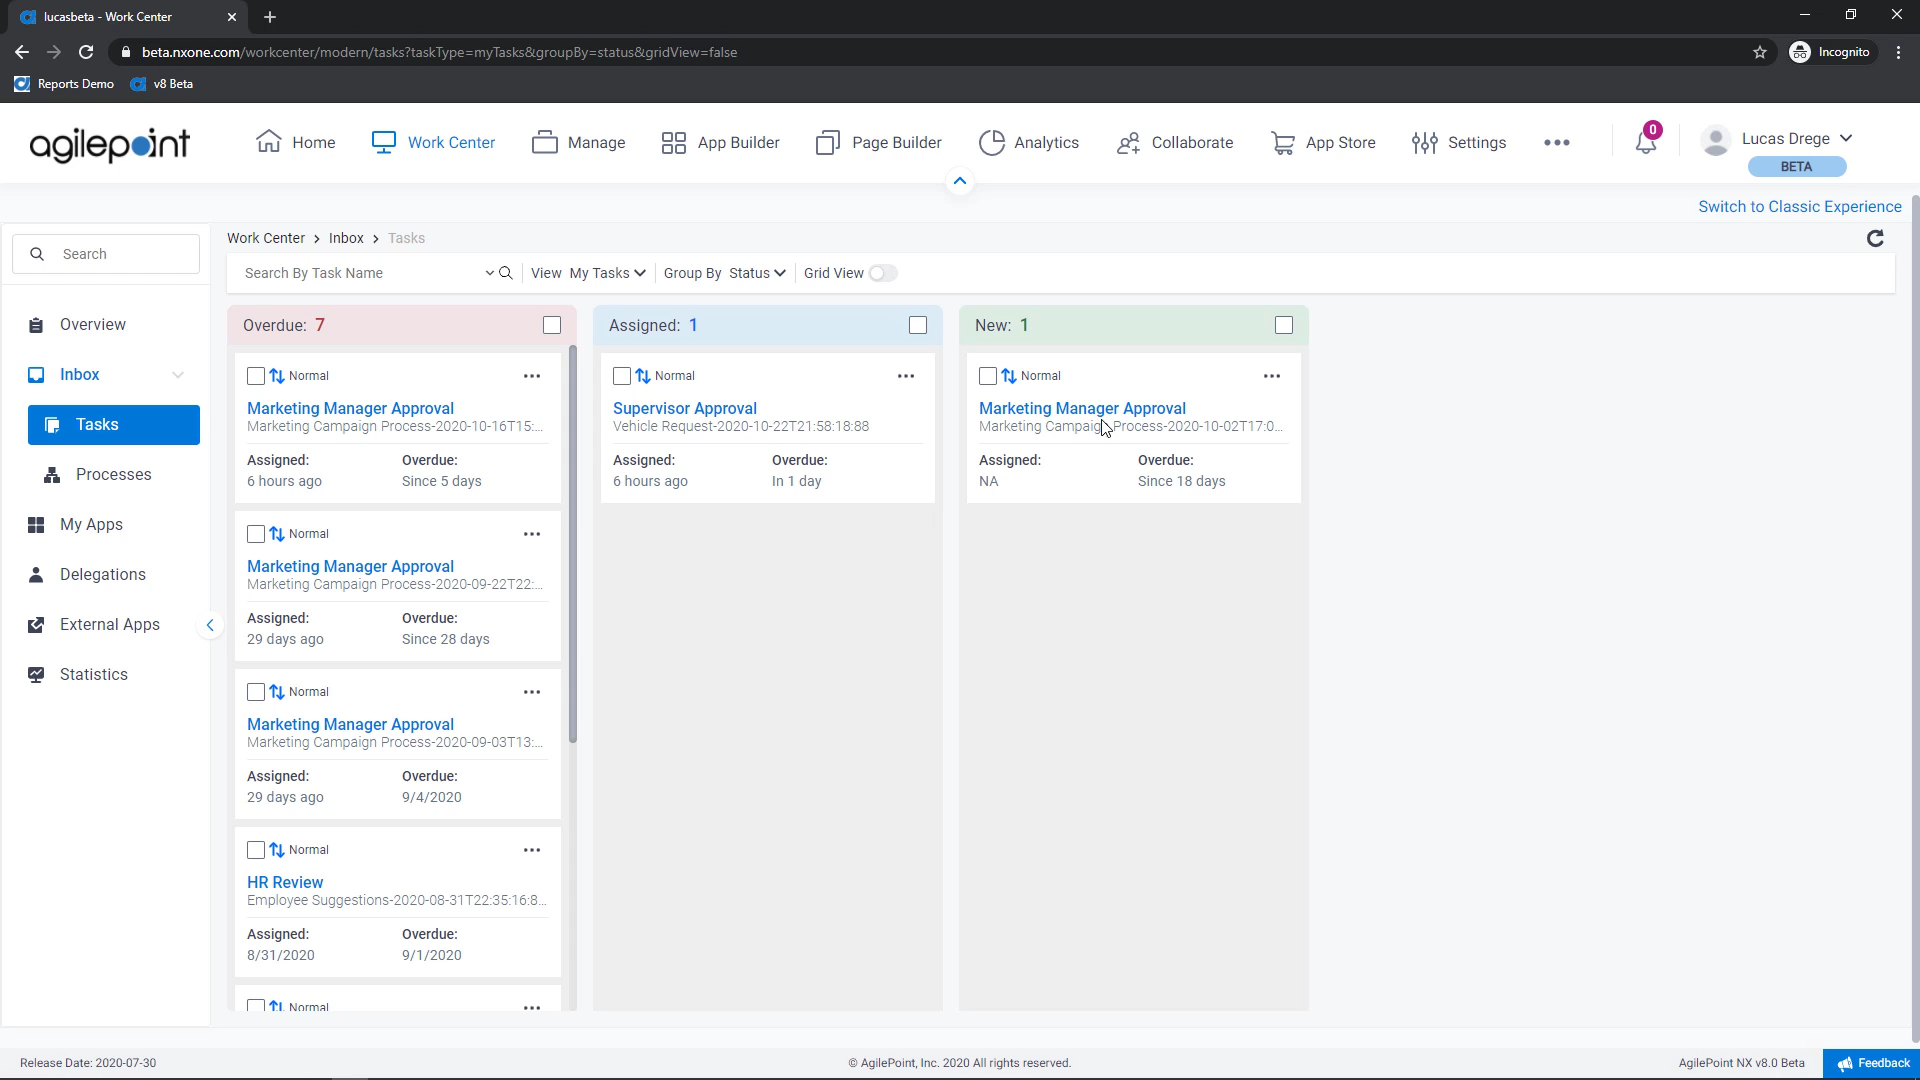 lucasbeta - Work Center
beta.nxone.com/workcenter/modern/tasks?taskType=myTasks&groupBy=status&gridView=false
Incognito
Reports Demo
v8 Beta
agilepoint
Home
Work Center
Manage
App Builder
Page Builder
Analytics
Collaborate
App Store
Settings
0
Lucas Drege
BETA
Switch to Classic Experience
Search
Work Center > Inbox > Tasks
Search By Task Name
View My Tasks
Group By Status
Grid View
Overview
Inbox
Tasks
Processes
My Apps
Delegations
External Apps
Statistics
Overdue: 7
Normal
Marketing Manager Approval
Marketing Campaign Process-2020-10-16T15:...
Assigned: Overdue:
6 hours ago Since 5 days
Normal
Marketing Manager Approval
Marketing Campaign Process-2020-09-22T22:...
Assigned: Overdue:
29 days ago Since 28 days
Normal
Marketing Manager Approval
Marketing Campaign Process-2020-09-03T13:...
Assigned: Overdue:
29 days ago 9/4/2020
Normal
HR Review
Employee Suggestions-2020-08-31T22:35:16:8...
Assigned: Overdue:
8/31/2020 9/1/2020
Normal
Assigned: 1
Normal
Supervisor Approval
Vehicle Request-2020-10-22T21:58:18:88
Assigned: Overdue:
6 hours ago In 1 day
New: 1
Normal
Marketing Manager Approval
Marketing Campaign Process-2020-10-02T17:0...
Assigned: Overdue:
NA Since 18 days
Release Date: 2020-07-30
© AgilePoint, Inc. 2020 All rights reserved.
AgilePoint NX v8.0 Beta
Feedback